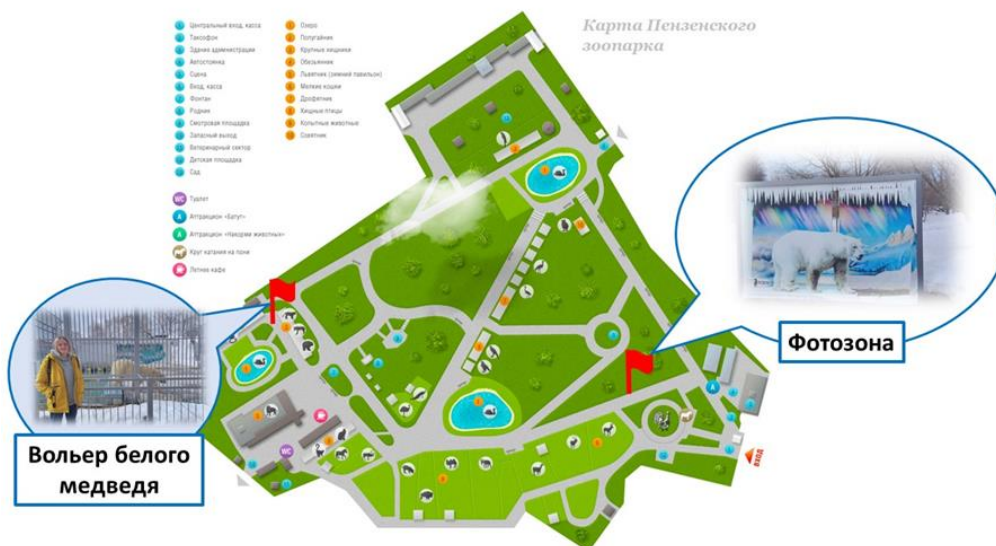 Карта Пензенского
зоопарка
Центральный вход, касса
Таксофон
Здание администрации
Автостоянка
Сцена
Вход, касса
Фонтан
Родник
Смотровая площадка
Запасный выход
Ветеринарный сектор
Детская площадка
Сад
WC Туалет
А Аттракцион «Батут»
А Аттракцион «Накорми животных»
Круг катания на пони
Летнее кафе
Озеро
Попугайник
Крупные хищники
Обезьянник
Львятник (зимний павильон)
Мелкие кошки
Дрофятник
Хищные птицы
Копытные животные
Совятник
Фотозона
Вольер белого
медведя
WC
А
вход